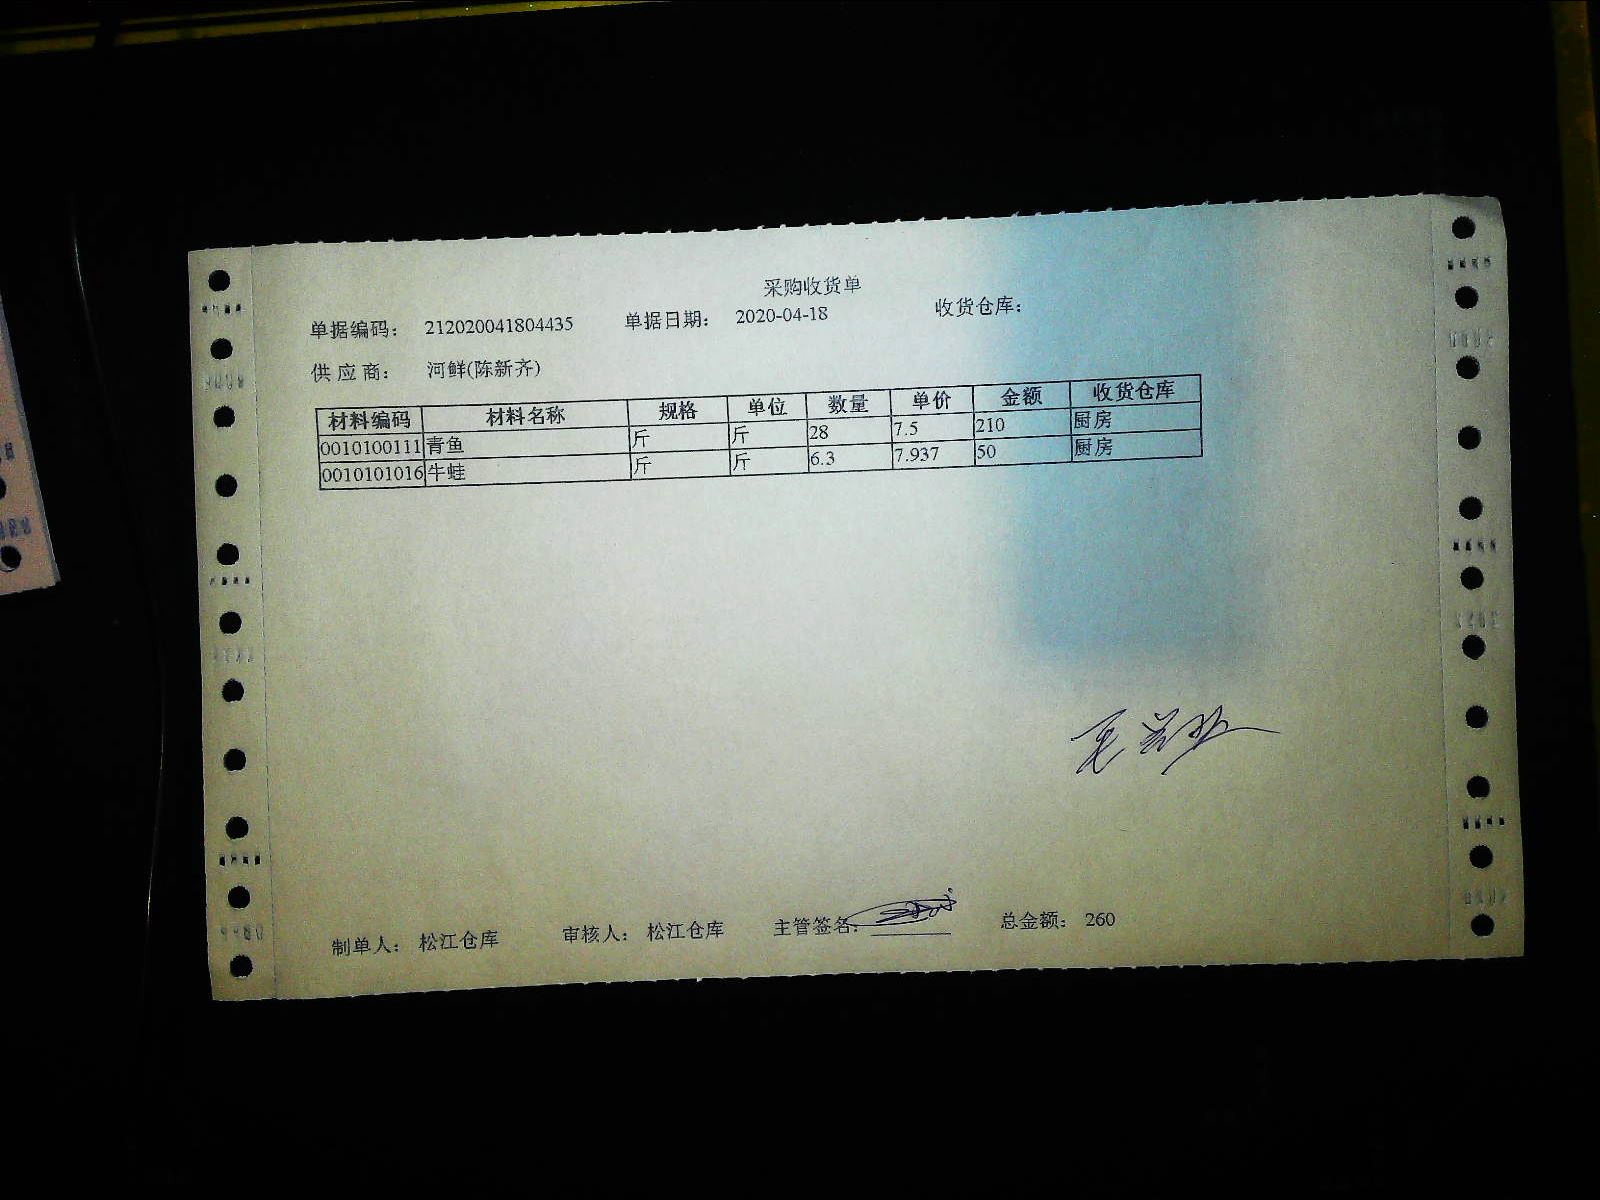 采购收货单
单据编码: 212020041804435 单据日期: 2020-04-18 收货仓库:
供应商: 河鲜(陈新齐)
材料编码 材料名称 规格 单位 数量 单价 金额 收货仓库
0010100111 青鱼 斤 斤 28 7.5 210 厨房
0010101016 牛蛙 斤 斤 6.3 7.937 50 厨房
制单人: 松江仓库 审核人: 松江仓库 主管签名: 总金额: 260